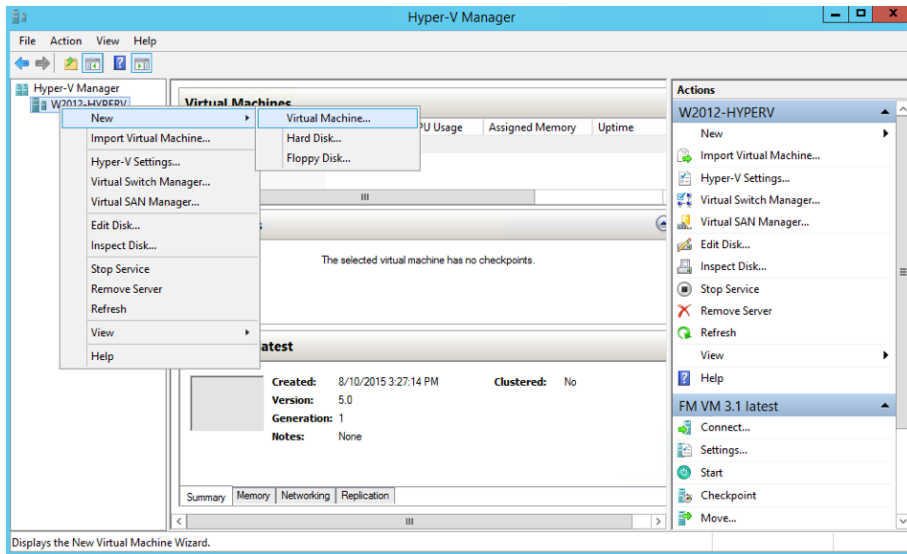 Hyper-V Manager
File Action View Help
Hyper-V Manager
W2012-HYPERV
New
Import Virtual Machine...
Hyper-V Settings...
Virtual Switch Manager...
Virtual SAN Manager...
Edit Disk...
Inspect Disk...
Stop Service
Remove Server
Refresh
View
Help
Virtual Machine...
Hard Disk...
Floppy Disk...
Virtual Machines
PU Usage Assigned Memory Uptime
The selected virtual machine has no checkpoints.
atest
Created: 8/10/2015 3:27:14 PM Clustered: No
Version: 5.0
Generation: 1
Notes: None
Summary Memory Networking Replication
Actions
W2012-HYPERV
New
Import Virtual Machine...
Hyper-V Settings...
Virtual Switch Manager...
Virtual SAN Manager...
Edit Disk...
Inspect Disk...
Stop Service
Remove Server
Refresh
View
Help
FM VM 3.1 latest
Connect...
Settings...
Start
Checkpoint
Move...
Displays the New Virtual Machine Wizard.